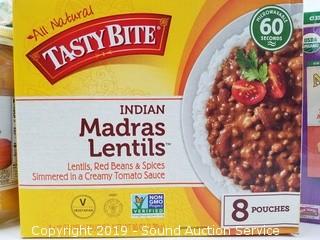 All Natural
TASTY BITE
MICROWAVEABLE
60
SECONDS
INDIAN
Madras
Lentils™
Lentils, Red Beans & Spices
Simmered in a Creamy Tomato Sauce
V
VEGETARIAN
NON
GMO
Project
VERIFIED
8 POUCHES
Copyright 2019 - Sound Auction Service